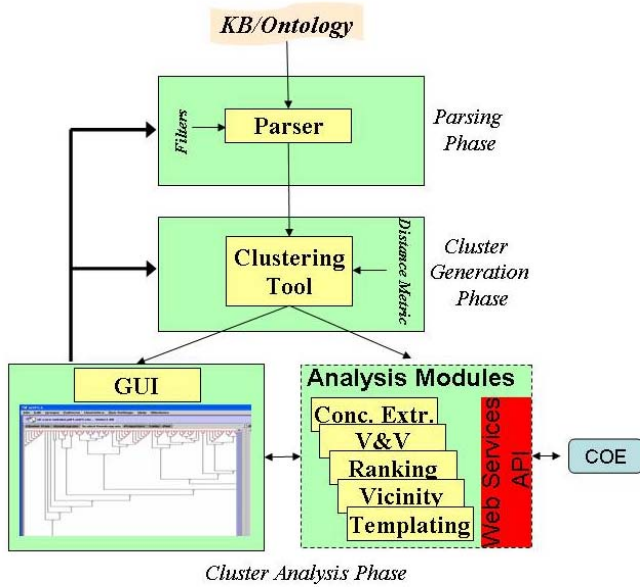 KB/Ontology
Filters
Parser
Parsing
Phase
Clustering
Tool
Distance Metric
Cluster
Generation
Phase
GUI
Analysis Modules
Conc. Extr.
V&V
Ranking
Vicinity
Templating
Web Services
API
COE
Cluster Analysis Phase